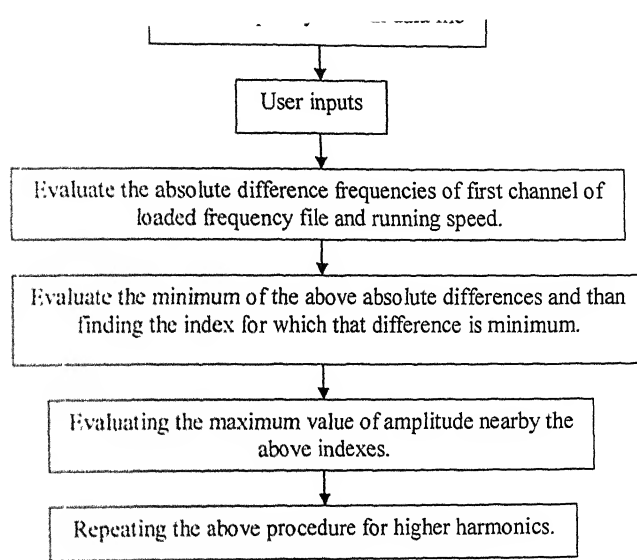 User inputs
Evaluate the absolute difference frequencies of first channel of
loaded frequency file and running speed.
Evaluate the minimum of the above absolute differences and than
finding the index for which that difference is minimum.
Evaluating the maximum value of amplitude nearby the
above indexes.
Repeating the above procedure for higher harmonics.